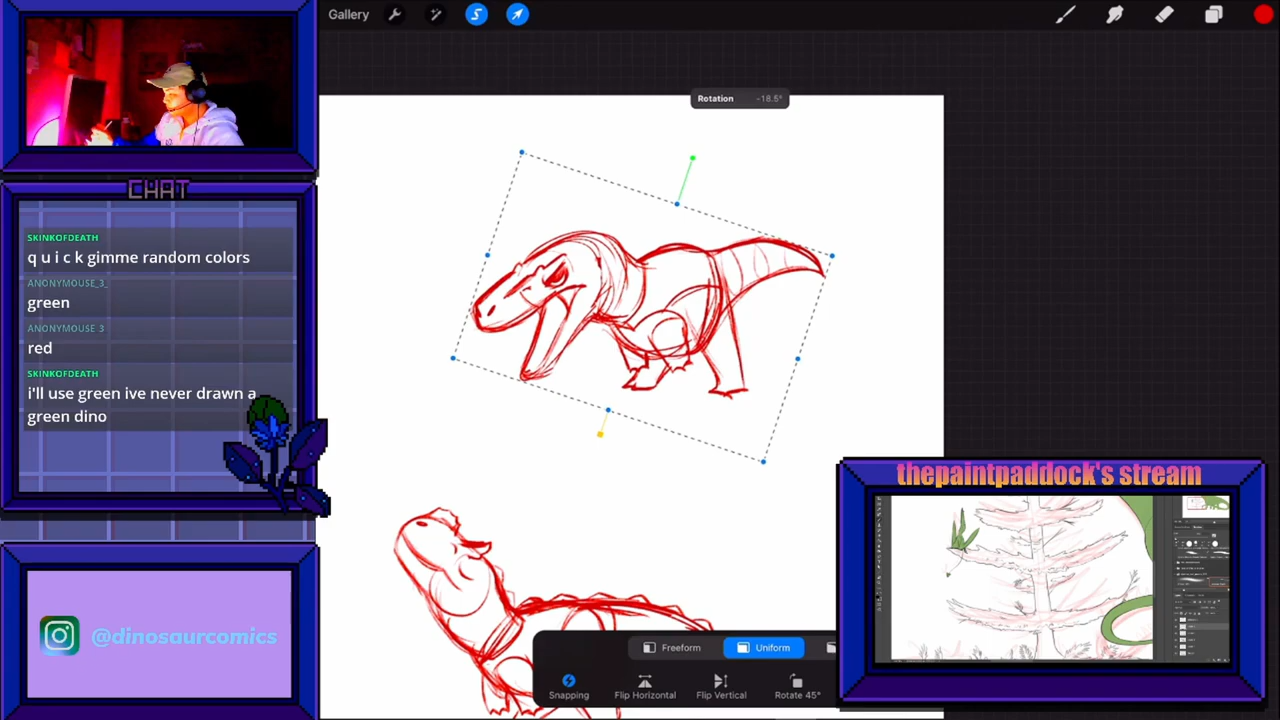 Gallery
Rotation -18.5°
CHAT
SKINKOFDEATH
q u i c k gimme random colors
ANONYMOUSE_3_
green
ANONYMOUSE 3
red
SKINKOFDEATH
i'll use green ive never drawn a
green dino
thepaintpaddock's stream
@dinosaurcomics
Freeform
Uniform
Snapping
Flip Horizontal
Flip Vertical
Rotate 45°